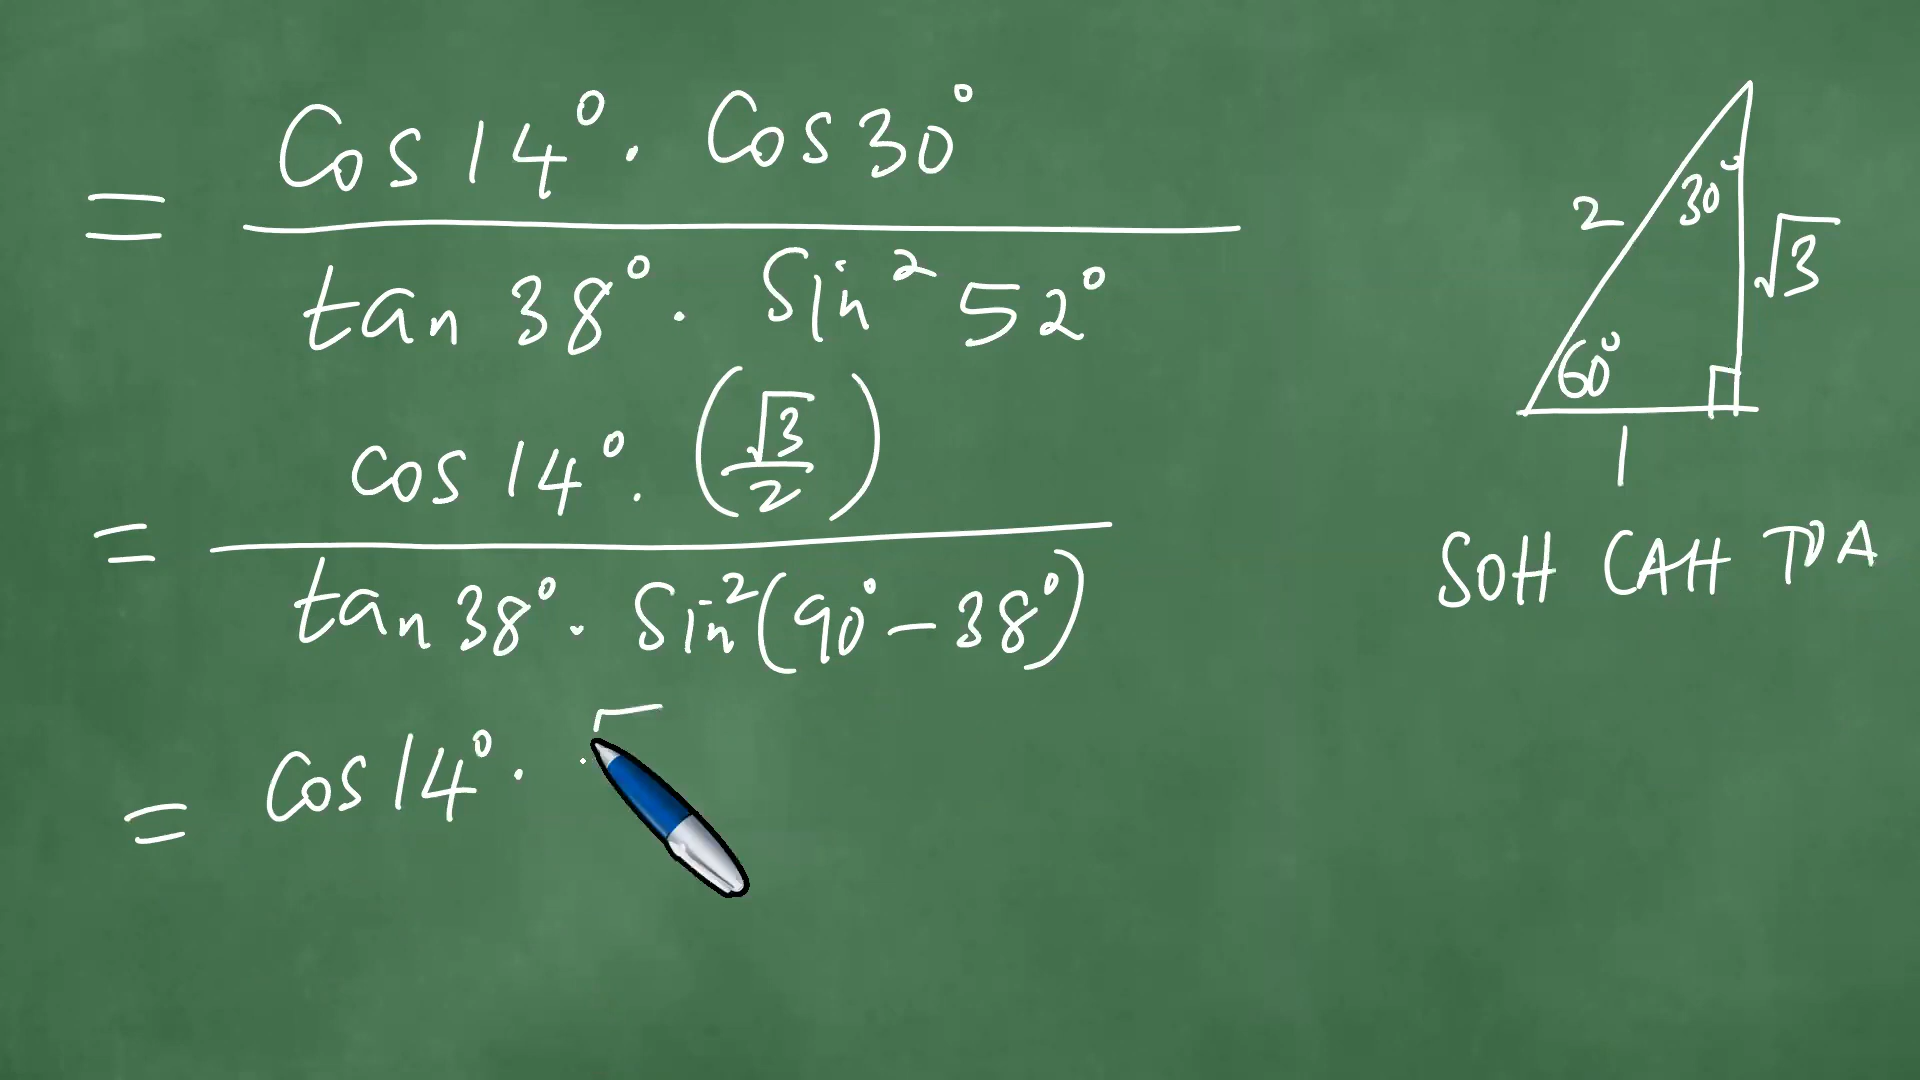 = Cos 14° · Cos 30°
tan 38° · Sin² 52°
= cos 14° · (√3/2)
tan 38° · Sin² (90° − 38°)
= Cos 14° · √
2
30°
√3
60°
1
SOH CAH TOA